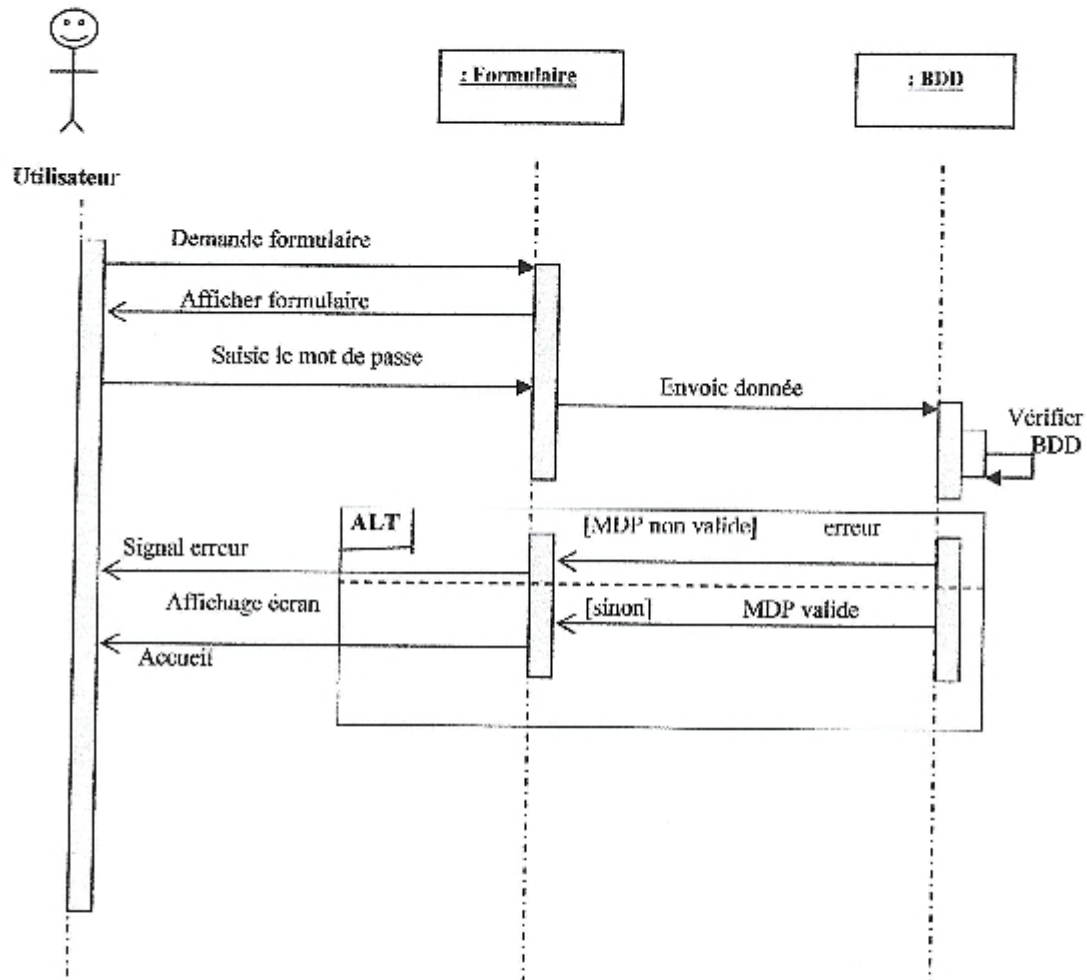 : Formulaire
: BDD
Utilisateur
Demande formulaire
Afficher formulaire
Saisie le mot de passe
Envoie donnée
Vérifier
BDD
ALT
[MDP non valide] erreur
Signal erreur
Affichage écran
[sinon] MDP valide
Accueil